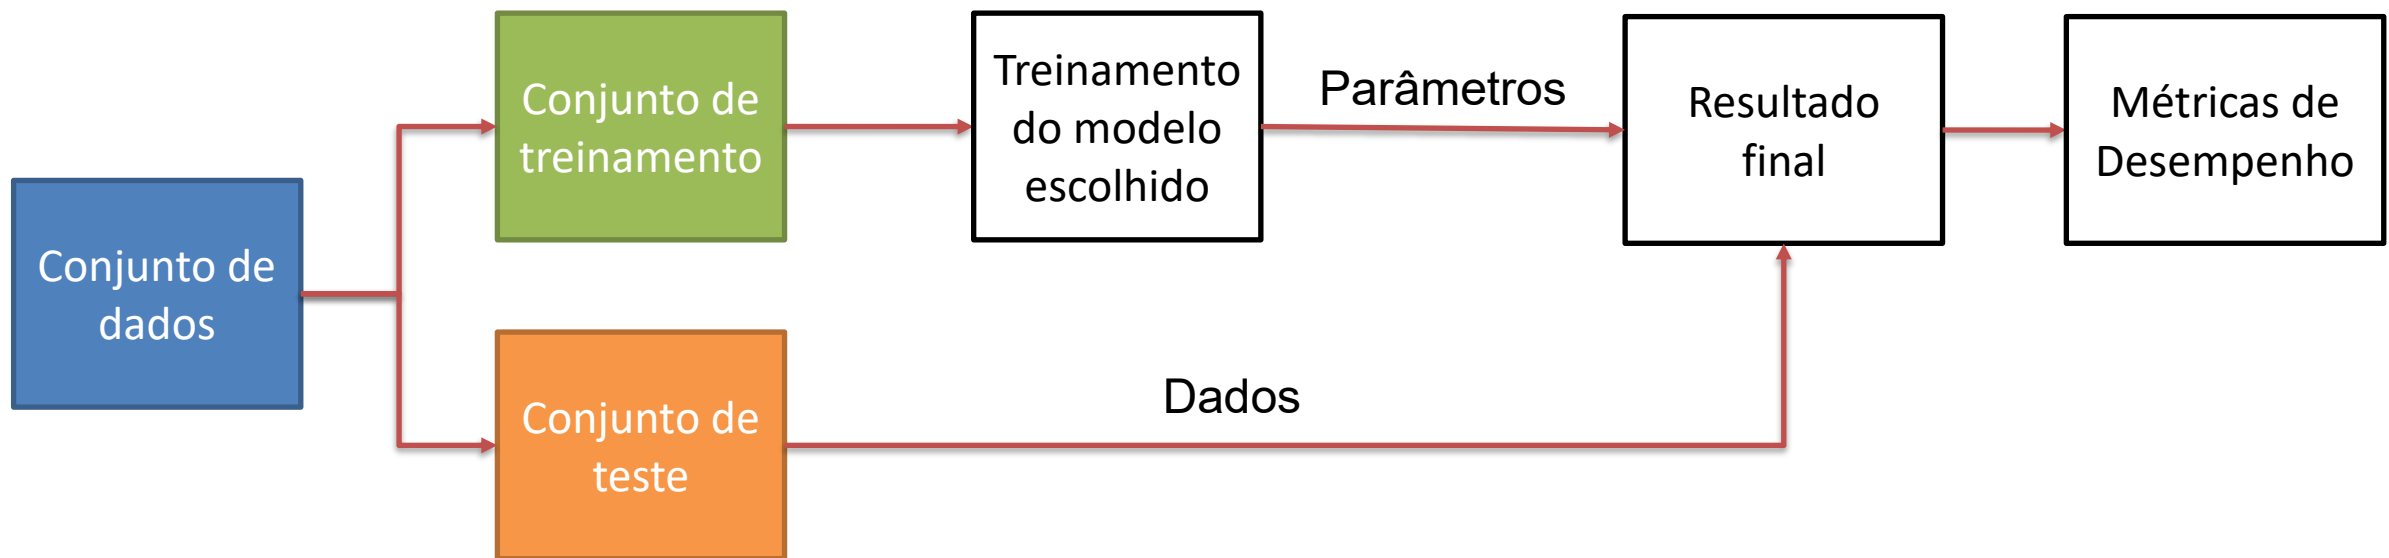 Conjunto de
dados
Conjunto de
treinamento
Conjunto de
teste
Treinamento
do modelo
escolhido
Parâmetros
Dados
Resultado
final
Métricas de
Desempenho